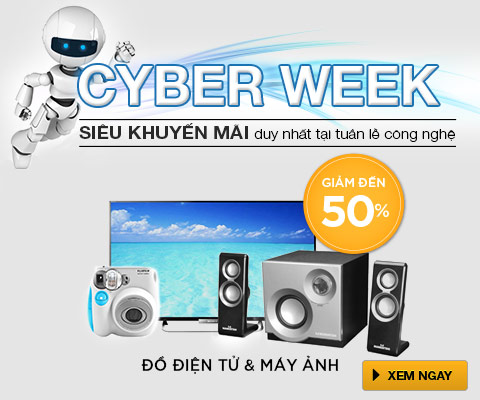 CYBER WEEK
SIÊU KHUYẾN MÃI duy nhất tại tuần lễ công nghệ
GIẢM ĐẾN
50%
ĐỒ ĐIỆN TỬ & MÁY ẢNH
XEM NGAY